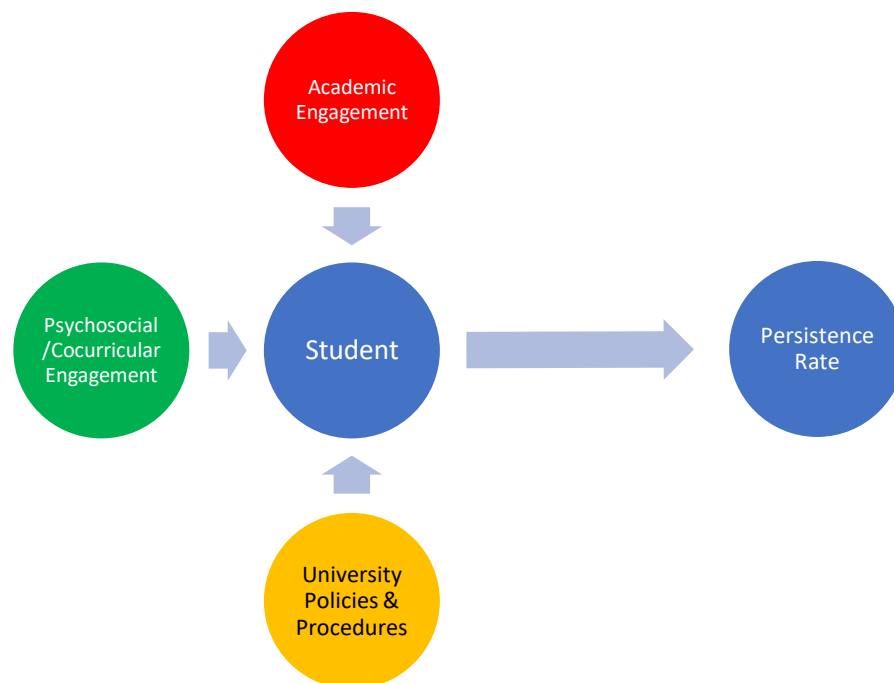 Academic
Engagement
Psychosocial
/Cocurricular
Engagement
Student
Persistence
Rate
University
Policies &
Procedures